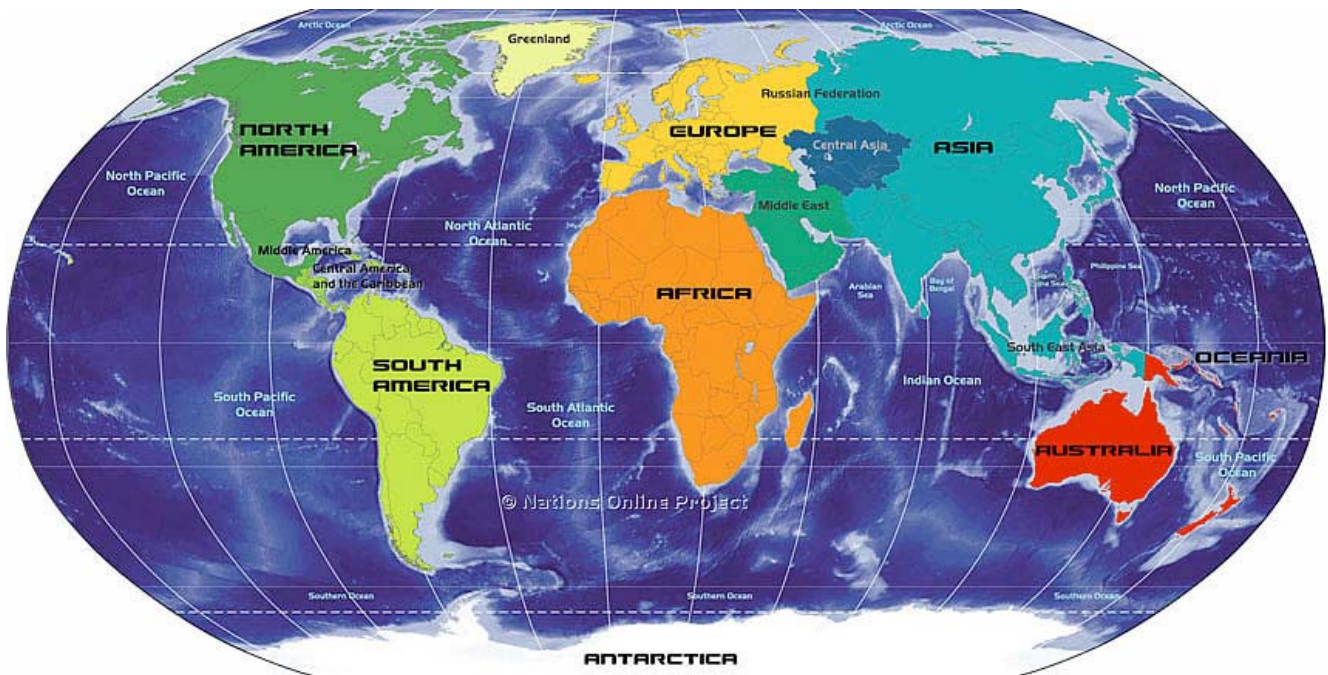 Arctic Ocean
Arctic Ocean
Greenland
Russian Federation
NORTH
AMERICA
EUROPE
Central Asia
ASIA
North Pacific
Ocean
North Pacific
Ocean
Middle East
North Atlantic
Ocean
Middle America
Central America
and the Caribbean
Philippine Sea
Arabian
Sea
Bay of
Bengal
AFRICA
South East Asia
OCEANIA
SOUTH
AMERICA
Indian Ocean
South Pacific
Ocean
South Atlantic
Ocean
AUSTRALIA
South Pacific
Ocean
© Nations Online Project
Southern Ocean
Southern Ocean
Southern Ocean
ANTARCTICA